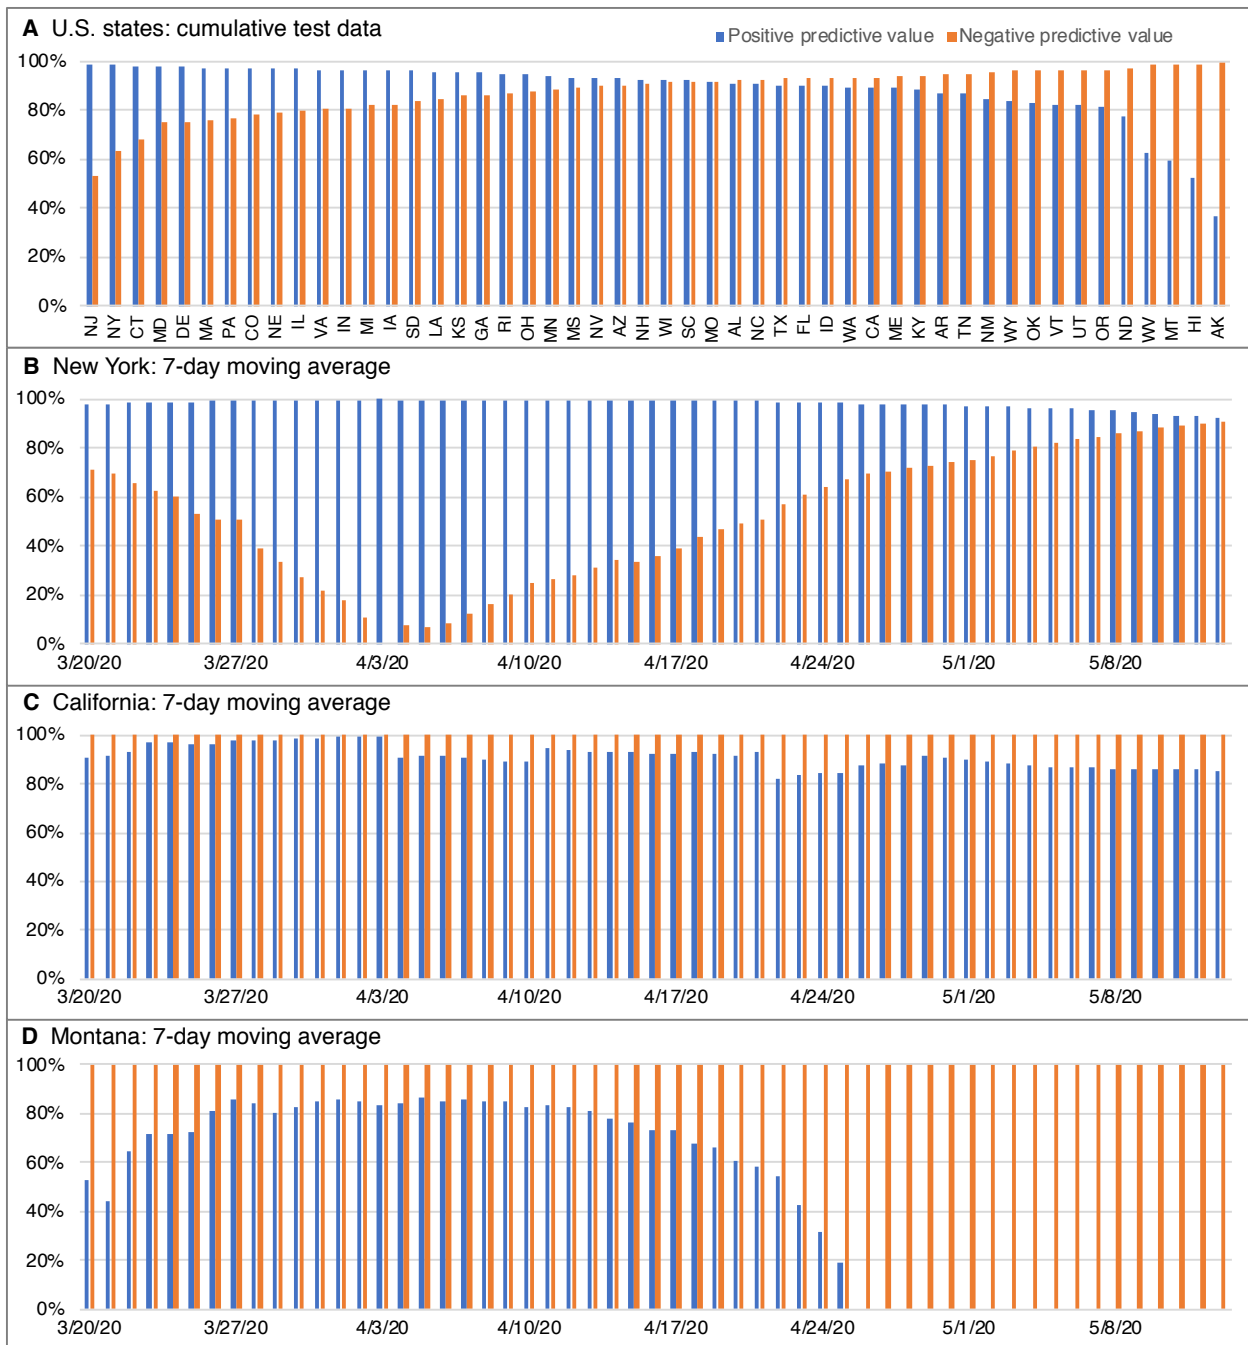 A U.S. states: cumulative test data
Positive predictive value Negative predictive value
100%
80%
60%
40%
20%
0%
NJ NY CT MD DE MA PA CO NE IL VA IN MI IA SD LA KS GA RI OH MN MS NV AZ NH WI SC MO AL NC TX FL ID WA CA ME KY AR TN NM WY OK VT UT OR ND WV MT HI AK
B New York: 7-day moving average
100%
80%
60%
40%
20%
0%
3/20/20 3/27/20 4/3/20 4/10/20 4/17/20 4/24/20 5/1/20 5/8/20
C California: 7-day moving average
100%
80%
60%
40%
20%
0%
3/20/20 3/27/20 4/3/20 4/10/20 4/17/20 4/24/20 5/1/20 5/8/20
D Montana: 7-day moving average
100%
80%
60%
40%
20%
0%
3/20/20 3/27/20 4/3/20 4/10/20 4/17/20 4/24/20 5/1/20 5/8/20